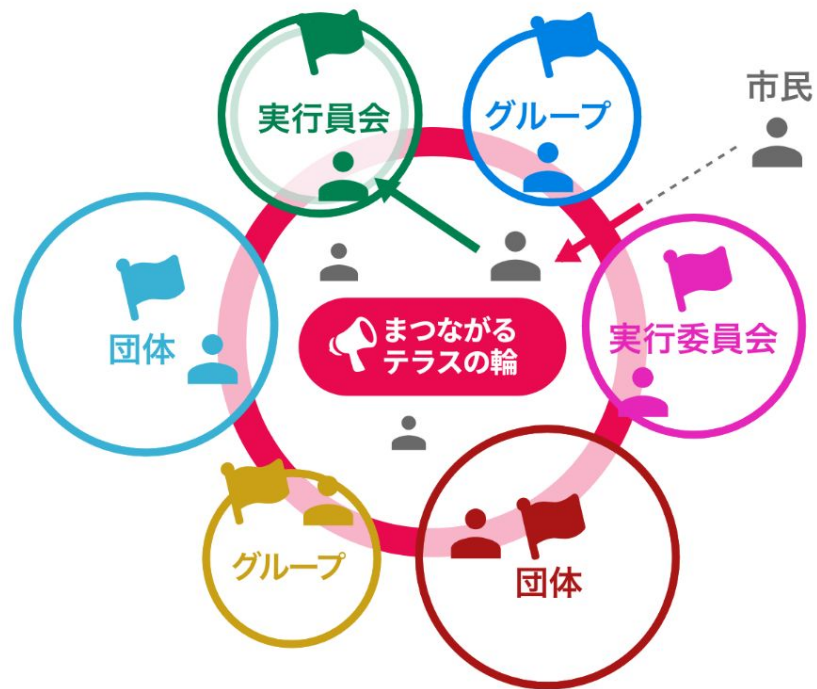 実行員会
グループ
市民
団体
まつながる
テラスの輪
実行委員会
グループ
団体